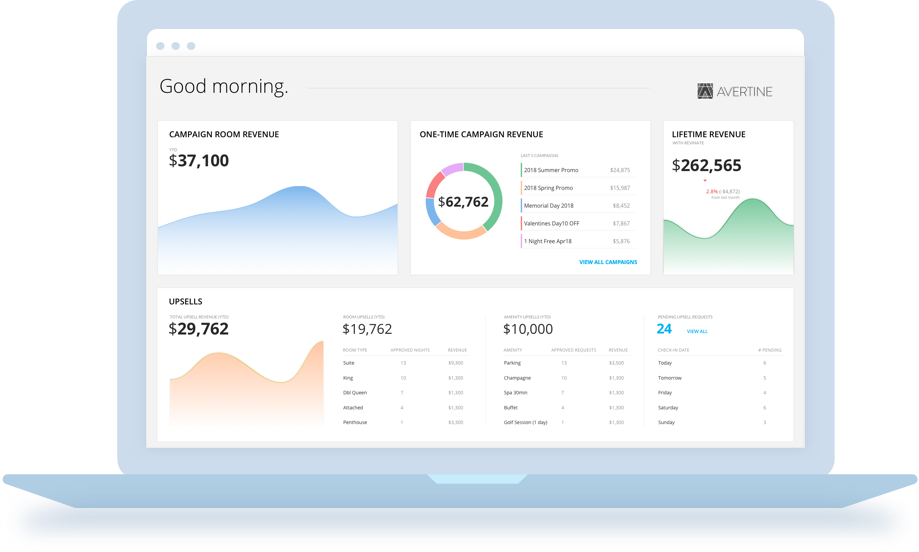 Good morning.
AVERTINE
CAMPAIGN ROOM REVENUE
YTD
$37,100
ONE-TIME CAMPAIGN REVENUE
$62,762
LAST 5 CAMPAIGNS
2018 Summer Promo $24,875
2018 Spring Promo $15,987
Memorial Day 2018 $8,452
Valentines Day10 OFF $7,867
1 Night Free Apr18 $5,876
VIEW ALL CAMPAIGNS
LIFETIME REVENUE
WITH REVINATE
$262,565
2.8% (-$4,872)
from last month
UPSELLS
TOTAL UPSELL REVENUE (YTD)
$29,762
ROOM UPSELLS (YTD)
$19,762
ROOM TYPE APPROVED NIGHTS REVENUE
Suite 13 $9,300
King 10 $1,300
Dbl Queen 7 $1,300
Attached 4 $1,300
Penthouse 1 $3,300
AMENITY UPSELLS (YTD)
$10,000
AMENITY APPROVED REQUESTS REVENUE
Parking 13 $3,500
Champagne 10 $1,300
Spa 30min 7 $1,300
Buffet 4 $1,300
Golf Session (1 day) 1 $1,300
PENDING UPSELL REQUESTS
24 VIEW ALL
CHECK-IN DATE # PENDING
Today 6
Tomorrow 5
Friday 4
Saturday 6
Sunday 3